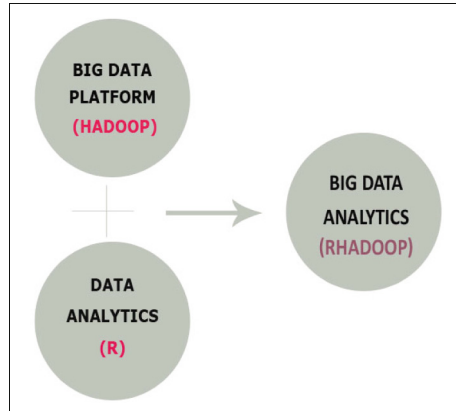 BIG DATA
PLATFORM
(HADOOP)
DATA
ANALYTICS
(R)
BIG DATA
ANALYTICS
(RHADOOP)